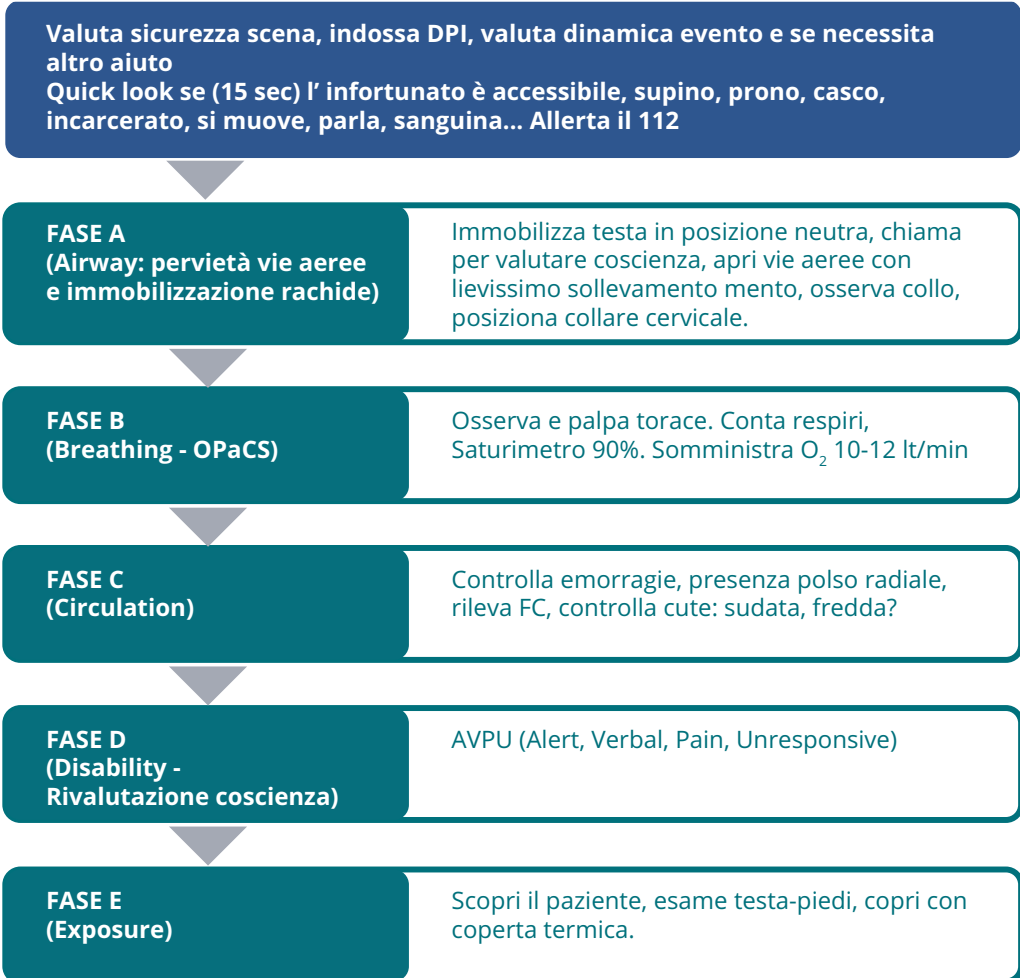 Valuta sicurezza scena, indossa DPI, valuta dinamica evento e se necessita
altro aiuto
Quick look se (15 sec) l’ infortunato è accessibile, supino, prono, casco,
incarcerato, si muove, parla, sanguina... Allerta il 112
FASE A
(Airway: pervietà vie aeree
e immobilizzazione rachide)
Immobilizza testa in posizione neutra, chiama
per valutare coscienza, apri vie aeree con
lievissimo sollevamento mento, osserva collo,
posiziona collare cervicale.
FASE B
(Breathing - OPaCS)
Osserva e palpa torace. Conta respiri,
Saturimetro 90%. Somministra O₂ 10-12 lt/min
FASE C
(Circulation)
Controlla emorragie, presenza polso radiale,
rileva FC, controlla cute: sudata, fredda?
FASE D
(Disability -
Rivalutazione coscienza)
AVPU (Alert, Verbal, Pain, Unresponsive)
FASE E
(Exposure)
Scopri il paziente, esame testa-piedi, copri con
coperta termica.